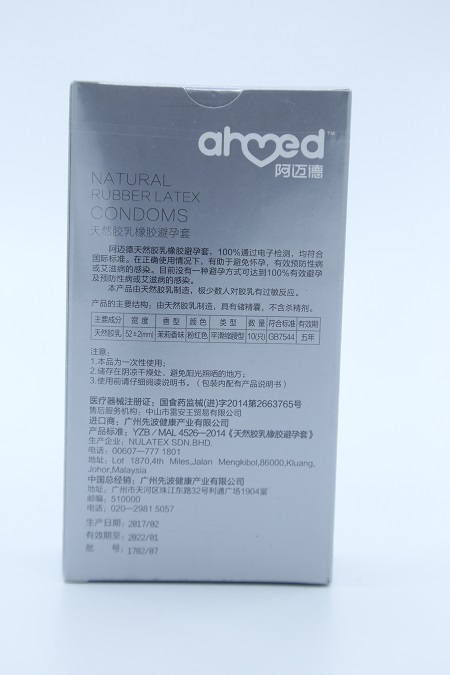 ahmed™
阿迈德
NATURAL
RUBBER LATEX
CONDOMS
天然胶乳橡胶避孕套
阿迈德天然胶乳橡胶避孕套，100%通过电子检测，均符合
国际标准。在正确使用情况下，有助于避免怀孕，有效预防性病
或艾滋病的感染。目前没有一种避孕方式可达到100%有效避孕
及预防性病或艾滋病的感染。
本产品由天然胶乳制造，极少数人对胶乳有过敏反应。
产品的主要结构：由天然胶乳制造，具有储精囊，不含杀精剂。
主要成分 宽度 香型 颜色 类型 数量 符合标准 有效期
天然胶乳 52±2mm 茉莉香味 粉红色 平滑缩腰型 10(只) GB7544 五年
注意：
1.本品为一次性使用；
2.储存在阴凉干燥处、避免阳光照晒的地方；
3.使用前请仔细阅读说明书。（包装内配有产品说明书）
医疗器械注册证：国食药监械(进)字2014第2663765号
售后服务机构：中山市雷安王贸易有限公司
进口商：广州先波健康产业有限公司
产品标准：YZB／MAL 4526—2014《天然胶乳橡胶避孕套》
生产企业：NULATEX SDN.BHD.
电话：00607—777 1801
地址：Lot 1870,4th Miles,Jalan Mengkibol,86000,Kluang,
Johor,Malaysia
中国总经销：广州先波健康产业有限公司
地址：广州市天河区珠江东路32号利通广场1904室
邮编：510000
电话：020—2981 5057
生产日期：2017/02
有效期至：2022/01
批 号：1702/07